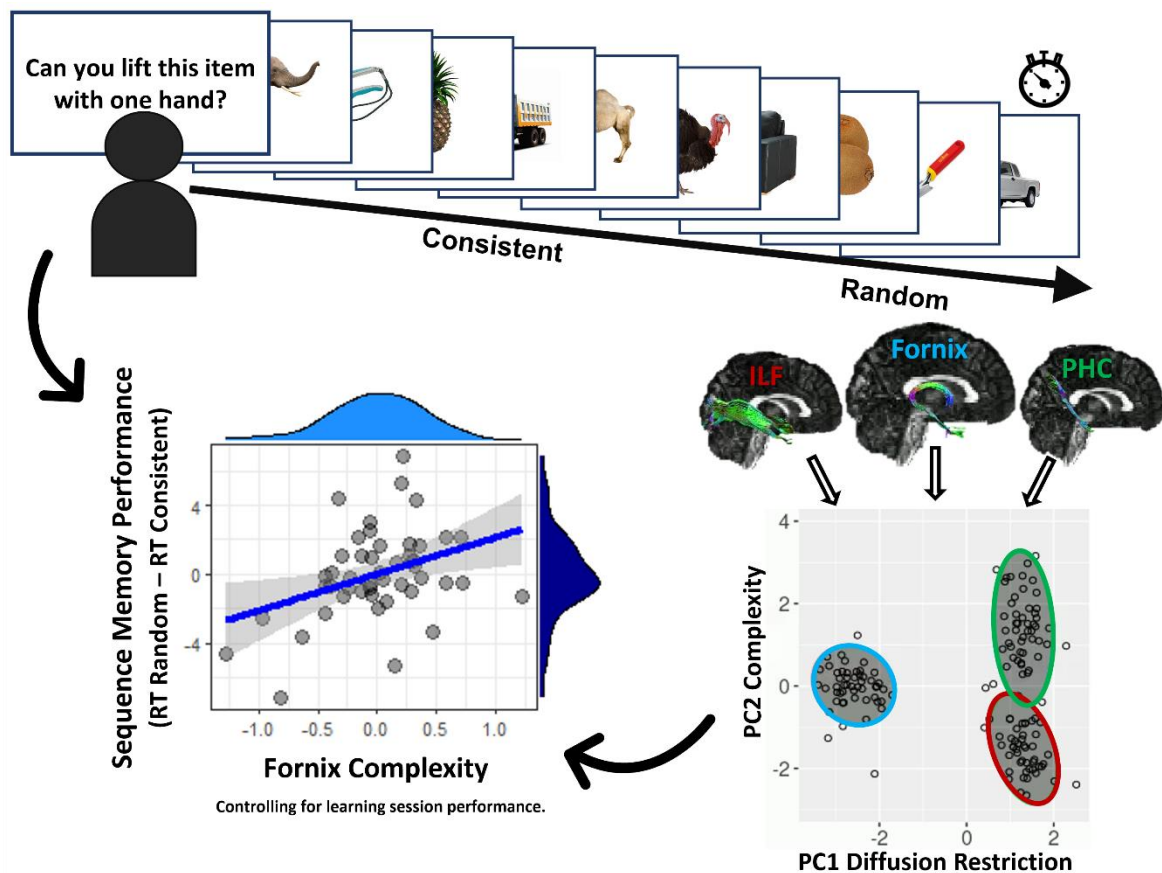 Can you lift this item
with one hand?
Consistent
Random
ILF
Fornix
PHC
Sequence Memory Performance
(RT Random – RT Consistent)
4
0
-4
-1.0 -0.5 0.0 0.5 1.0
Fornix Complexity
Controlling for learning session performance.
PC2 Complexity
4
2
0
-2
-2 0 2
PC1 Diffusion Restriction